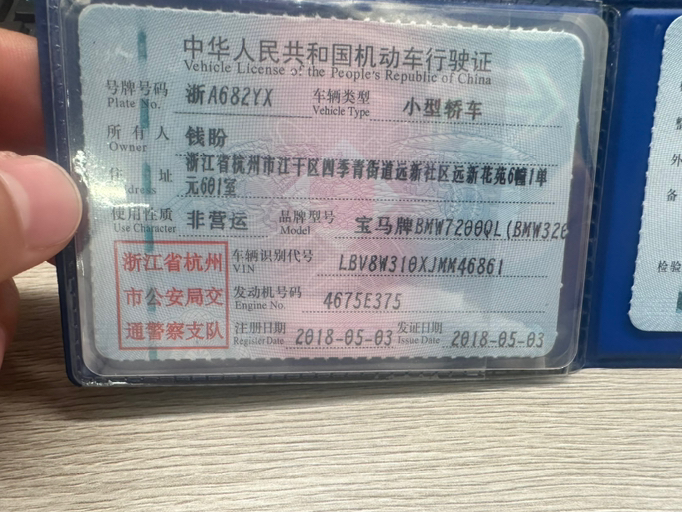 中华人民共和国机动车行驶证
Vehicle License of the People's Republic of China
号牌号码 浙A682YX 车辆类型 小型轿车
Plate No. Vehicle Type
所有人 钱盼
Owner
住址 浙江省杭州市江干区四季青街道远新社区远新花苑6幢1单
Address 元601室
使用性质 非营运 品牌型号 宝马牌BMW7200QL(BMW320
Use Character Model
浙江省杭州 车辆识别代号 LBV8W310XJMM46861
VIN
市公安局交 发动机号码 4675E375
Engine No.
通警察支队 注册日期 2018-05-03 发证日期 2018-05-03
Register Date Issue Date
外
备
检验